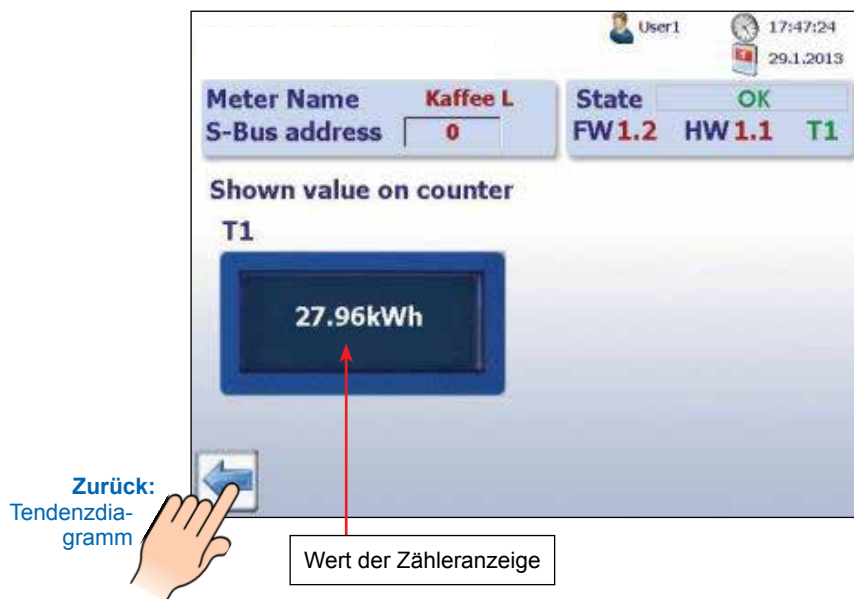 User1 17:47:24
29.1.2013
Meter Name Kaffee L State OK
S-Bus address 0 FW 1.2 HW 1.1 T1
Shown value on counter
T1
27.96kWh
Zurück:
Tendenzdia-
gramm
Wert der Zähleranzeige